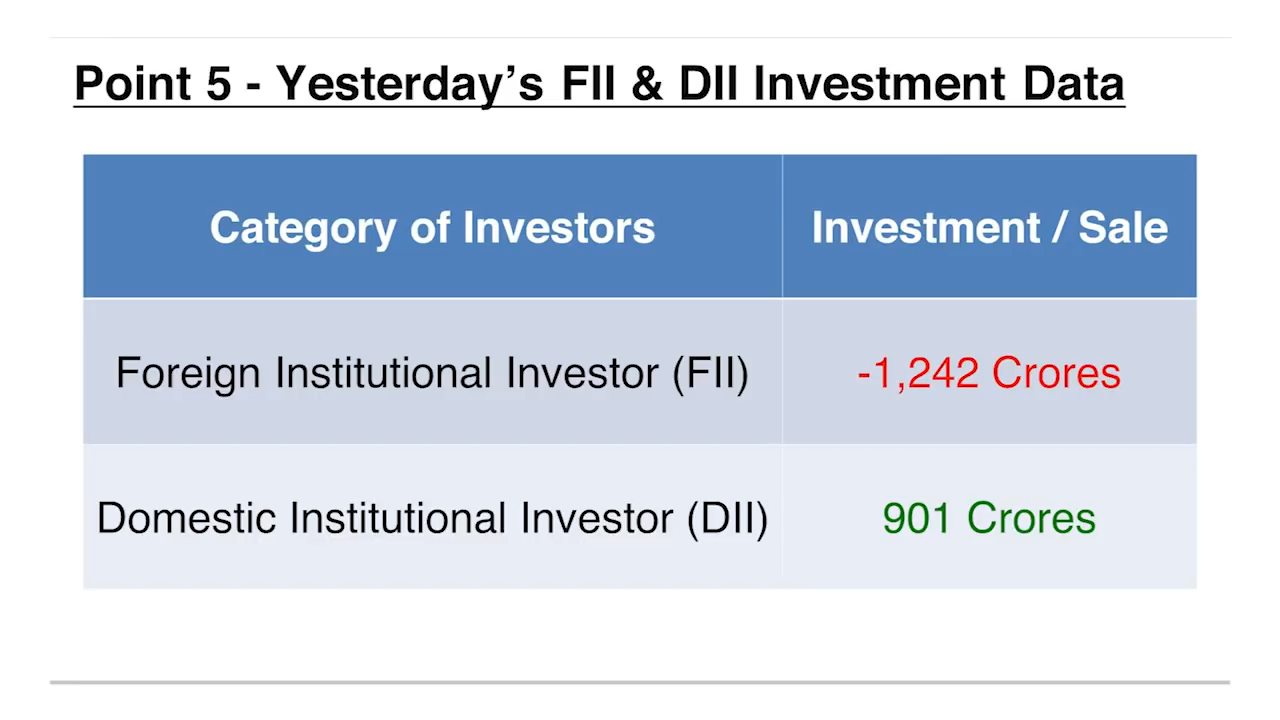 Point 5 - Yesterday’s FII & DII Investment Data
Category of Investors
Investment / Sale
Foreign Institutional Investor (FII)
-1,242 Crores
Domestic Institutional Investor (DII)
901 Crores